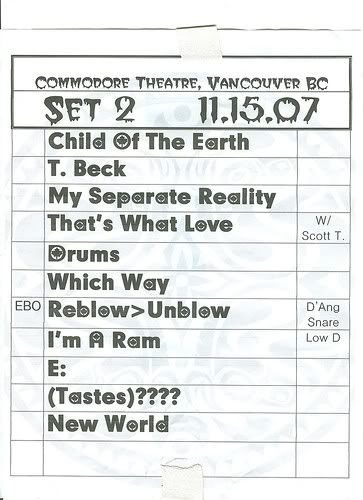 COMMODORE THEATRE, VANCOUVER BC
SET 2 11.15.07
Child Of The Earth
T. Beck
My Separate Reality
That's What Love W/ Scott T.
Drums
Which Way
EBO Reblow>Unblow D'Ang Snare
I'm A Ram Low D
E:
(Tastes)????
New World